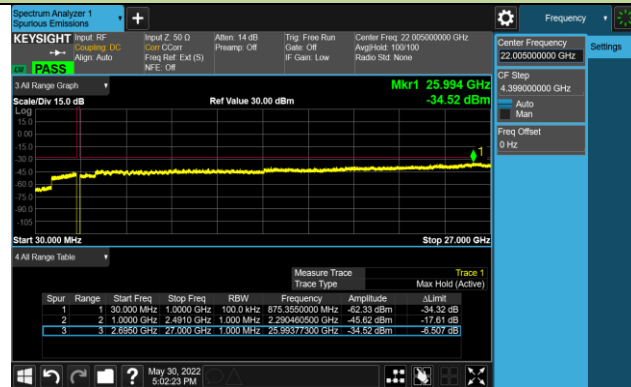 Spectrum Analyzer 1
Spurious Emissions
Frequency
KEYSIGHT
Input: RF
Coupling: DC
Align: Auto
Input Z: 50 Ω
Corr CCorr
Freq Ref: Ext (S)
NFE: Off
Atten: 14 dB
Preamp: Off
Trig: Free Run
Gate: Off
IF Gain: Low
Center Freq: 22.005000000 GHz
Avg|Hold: 100/100
Radio Std: None
PASS
Center Frequency
22.005000000 GHz
Settings
CF Step
4.399000000 GHz
Auto
Man
Freq Offset
0 Hz
3 All Range Graph
Mkr1 25.994 GHz
Scale/Div 15.0 dB
Ref Value 30.00 dBm
-34.52 dBm
Log
15.0
0.00
-15.0
-30.0
-45.0
-60.0
-75.0
-90.0
-105
1
Start 30.000 MHz
Stop 27.000 GHz
4 All Range Table
Measure Trace Trace 1
Trace Type Max Hold (Active)
Spur Range Start Freq Stop Freq RBW Frequency Amplitude ΔLimit
1 1 30.000 MHz 1.0000 GHz 100.0 kHz 875.3550000 MHz -62.33 dBm -34.32 dB
2 2 1.0000 GHz 2.4910 GHz 1.000 MHz 2.290460500 GHz -45.62 dBm -17.61 dB
3 3 2.6950 GHz 27.000 GHz 1.000 MHz 25.99377300 GHz -34.52 dBm -6.507 dB
?
May 30, 2022
5:02:23 PM